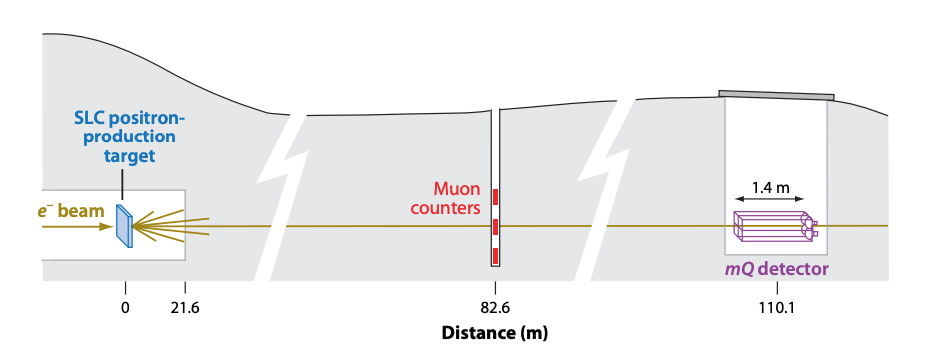 SLC positron-
production
target
e⁻ beam
Muon
counters
1.4 m
mQ detector
0
21.6
82.6
110.1
Distance (m)